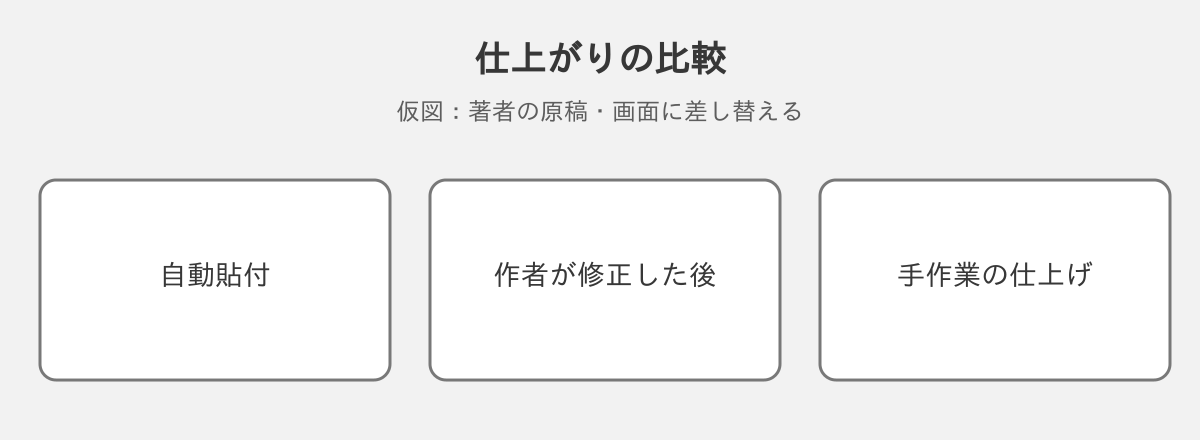 仕上がりの比較
仮図：著者の原稿・画面に差し替える
自動貼付
作者が修正した後
手作業の仕上げ